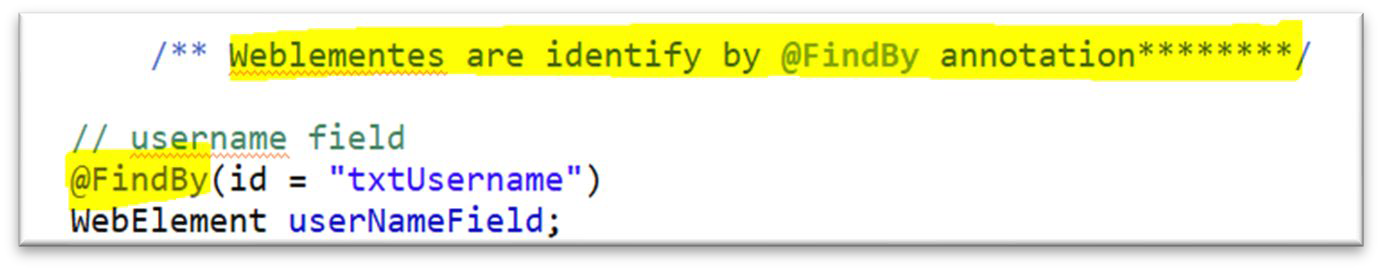 /** Weblementes are identify by @FindBy annotation********/
// username field
@FindBy(id = "txtUsername")
WebElement userNameField;